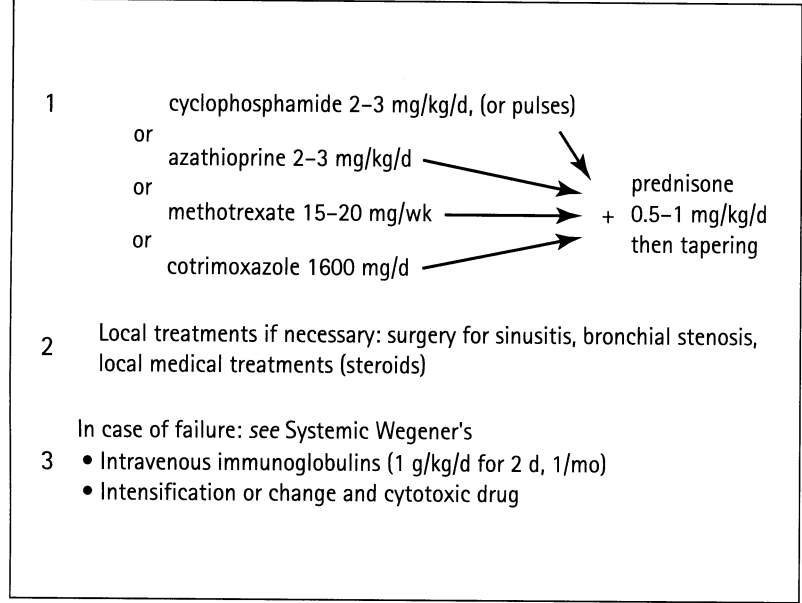 1
cyclophosphamide 2–3 mg/kg/d, (or pulses)
or
azathioprine 2–3 mg/kg/d
or
methotrexate 15–20 mg/wk
or
cotrimoxazole 1600 mg/d
prednisone
+ 0.5–1 mg/kg/d
then tapering
2
Local treatments if necessary: surgery for sinusitis, bronchial stenosis,
local medical treatments (steroids)
3
In case of failure: see Systemic Wegener's
• Intravenous immunoglobulins (1 g/kg/d for 2 d, 1/mo)
• Intensification or change and cytotoxic drug